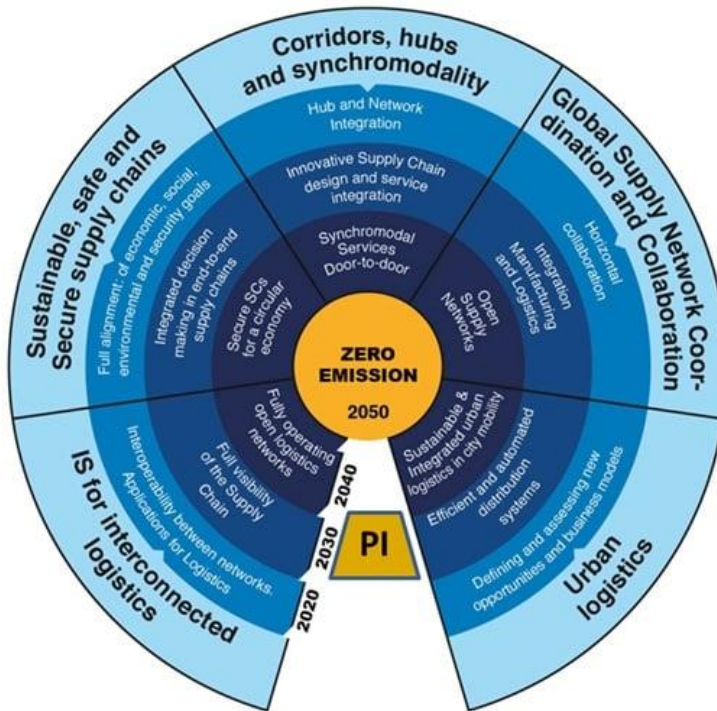 Corridors, hubs
and synchromodality
Hub and Network
Integration
Innovative Supply Chain
design and service
integration
Synchromodal
Services
Door-to-door
Global Supply Network Coor-
dination and Collaboration
Horizontal
collaboration
Integration
Manufacturing
and Logistics
Open
Supply
Networks
Urban
logistics
Defining and assessing new
opportunities and business models
Efficient and automated
distribution
systems
Sustainable &
Integrated urban
logistics in city mobility
Sustainable, safe and
Secure supply chains
Full alignment: of economic, social,
environmental and security goals
Integrated decision
making in end-to-end
supply chains
Secure SCs
for a circular
economy
IS for interconnected
logistics
Interoperability between networks.
Applications for Logistics
Full visibility
of the Supply
Chain
Fully operating
open logistics
networks
ZERO
EMISSION
2050
2040
2030
2020
PI